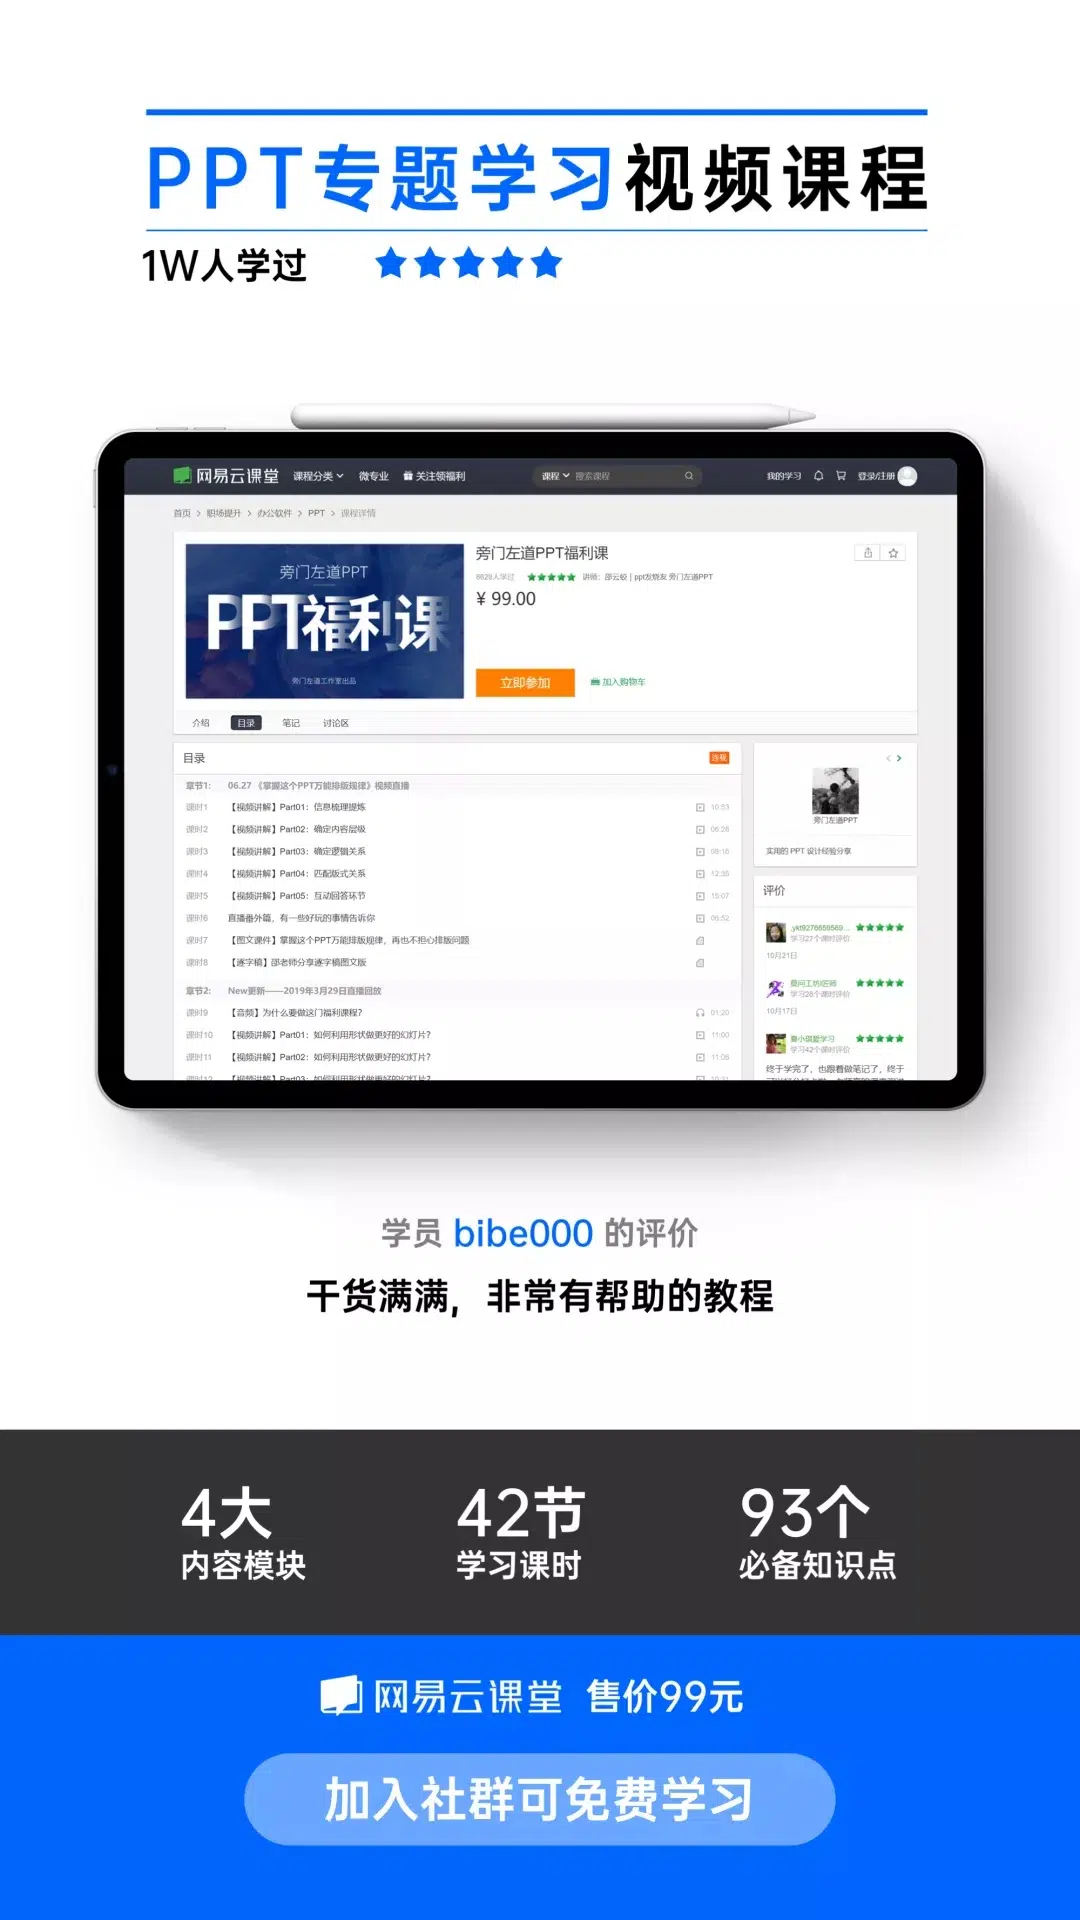 PPT专题学习视频课程
1W人学过
网易云课堂 课程分类 微专业 关注领福利 课程 搜索课程 我的学习 登录/注册
首页 > 职场提升 > 办公软件 > PPT > 课程详情
旁门左道PPT
PPT福利课
旁门左道工作室出品
旁门左道PPT福利课
讲师: 邵云蛟 | ppt发烧友 旁门左道PPT
¥ 99.00
立即参加 加入购物车
介绍 目录 笔记 讨论区
目录 连载
章节1: 06.27 《掌握这个PPT万能排版规律》视频直播
课时1 【视频讲解】Part01: 信息梳理提炼 10:53
课时2 【视频讲解】Part02: 确定内容层级 06:28
课时3 【视频讲解】Part03: 确定逻辑关系 08:16
课时4 【视频讲解】Part04: 匹配版式关系 12:35
课时5 【视频讲解】Part05: 互动回答环节 15:07
课时6 直播番外篇，有一些好玩的事情告诉你 06:52
课时7 【图文课件】掌握这个PPT万能排版规律，再也不担心排版问题
课时8 【逐字稿】邵老师分享逐字稿图文版
章节2: New更新——2019年3月29日直播回放
课时9 【音频】为什么要做这门福利课程? 01:20
课时10 【视频讲解】Part01: 如何利用形状做更好的幻灯片? 11:00
课时11 【视频讲解】Part02: 如何利用形状做更好的幻灯片? 11:06
课时12 【视频讲解】Part03: 如何利用形状做更好的幻灯片?
旁门左道PPT
实用的 PPT 设计经验分享
评价
学习27个课时评价
10月21日
学习28个课时评价
10月17日
学习42个课时评价
终于学完了，也跟着做笔记了，终于
学员 bibe000 的评价
干货满满，非常有帮助的教程
4大
内容模块
42节
学习课时
93个
必备知识点
网易云课堂 售价99元
加入社群可免费学习